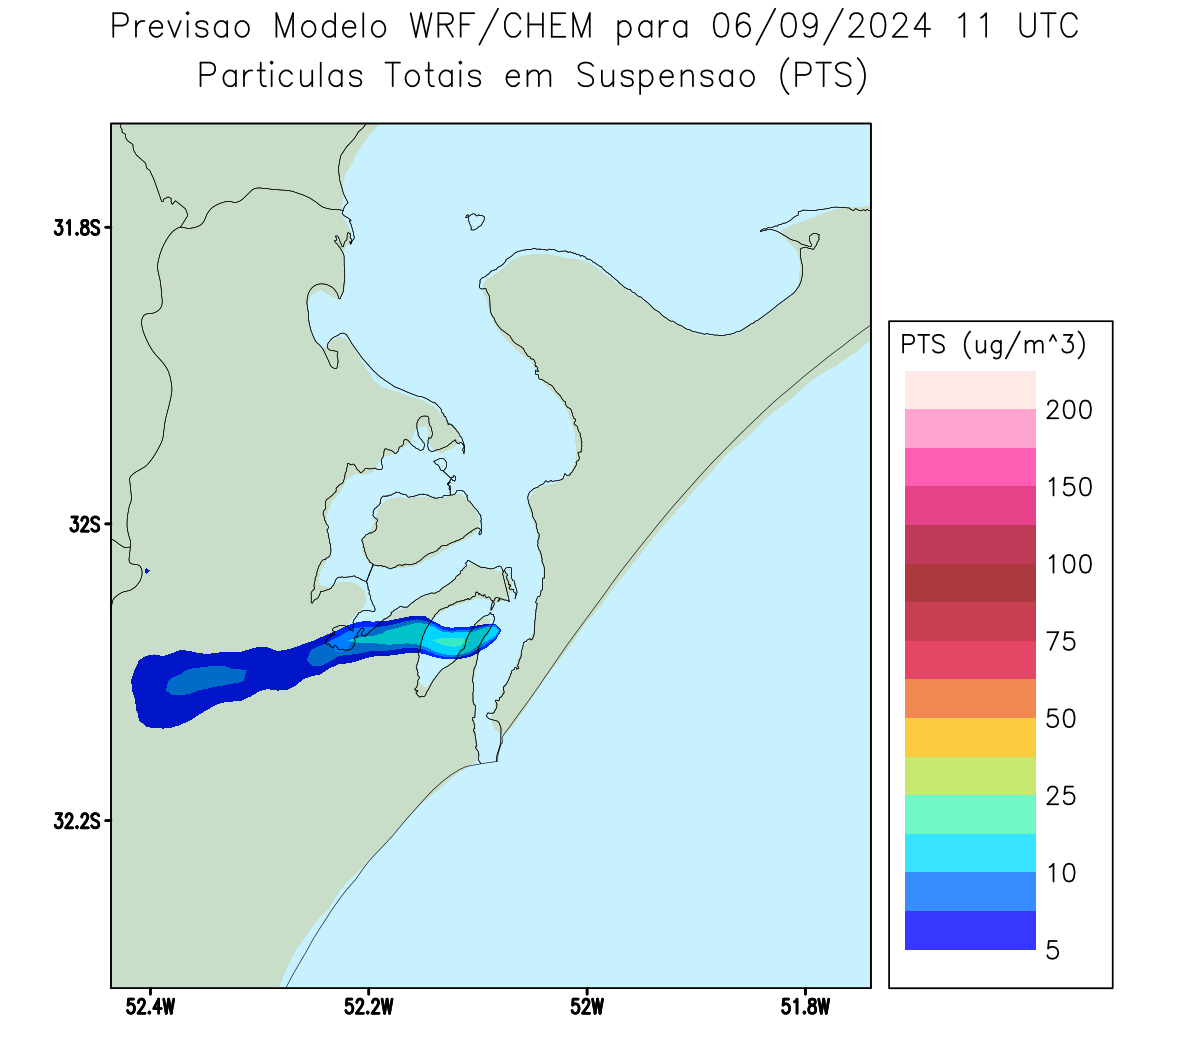 Previsao Modelo WRF/CHEM para 06/09/2024 11 UTC
Particulas Totais em Suspensao (PTS)
31.8S
32S
32.2S
52.4W
52.2W
52W
51.8W
PTS (ug/m^3)
200
150
100
75
50
25
10
5